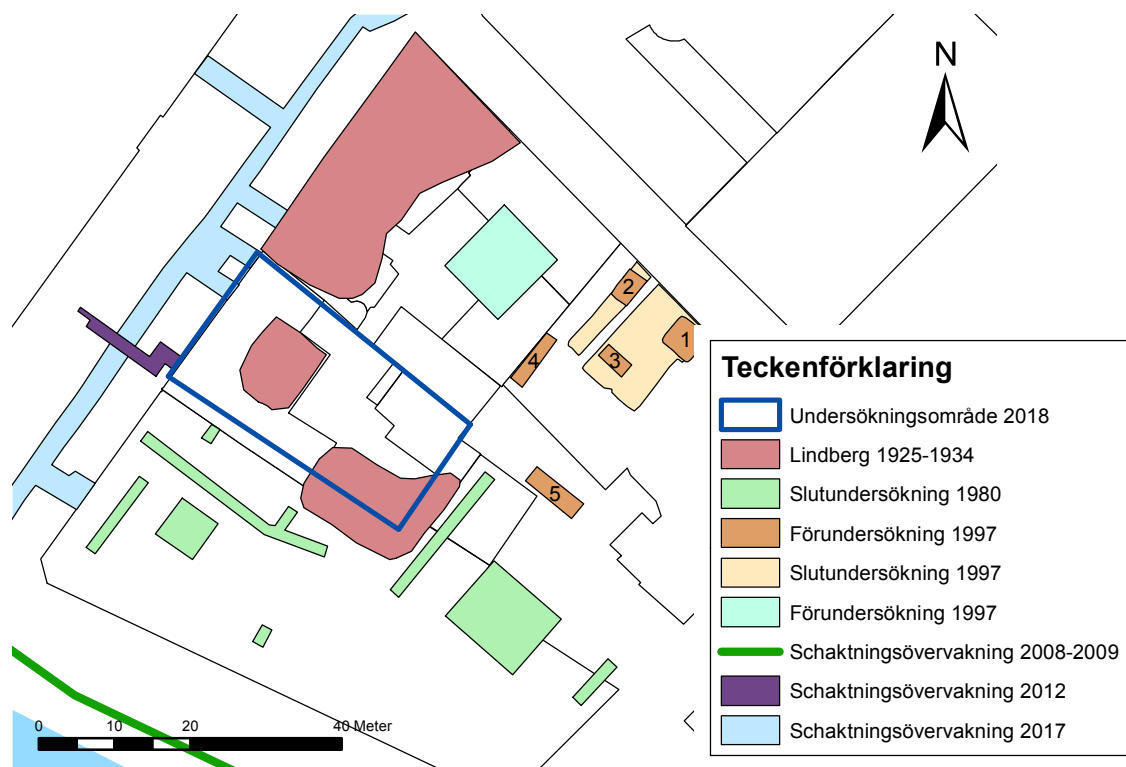 N
2
1
4
3
5
Teckenförklaring
Undersökningsområde 2018
Lindberg 1925-1934
Slutundersökning 1980
Förundersökning 1997
Slutundersökning 1997
Förundersökning 1997
Schaktningsövervakning 2008-2009
Schaktningsövervakning 2012
Schaktningsövervakning 2017
0 10 20 40 Meter